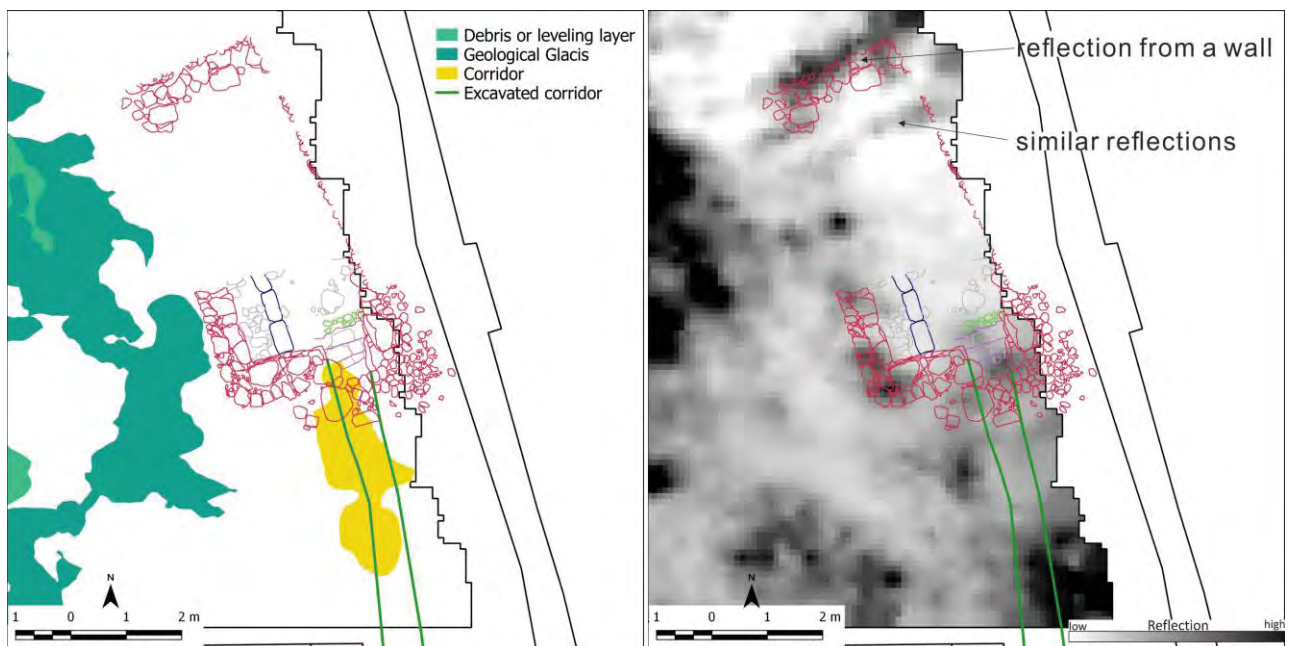 Debris or leveling layer
Geological Glacis
Corridor
Excavated corridor
N
1 0 1 2 m
reflection from a wall
similar reflections
N
1 0 1 2 m
low Reflection high